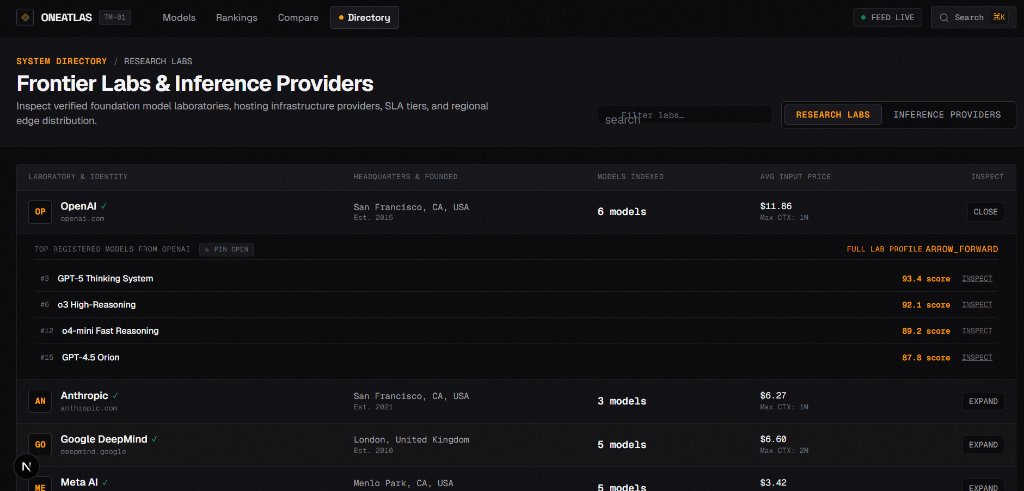 ONEATLAS TM-01 Models Rankings Compare Directory FEED LIVE Search ⌘K
SYSTEM DIRECTORY / RESEARCH LABS
Frontier Labs & Inference Providers
Inspect verified foundation model laboratories, hosting infrastructure providers, SLA tiers, and regional
edge distribution.
search Filter labs… RESEARCH LABS INFERENCE PROVIDERS
LABORATORY & IDENTITY HEADQUARTERS & FOUNDED MODELS INDEXED AVG INPUT PRICE INSPECT
OP OpenAI ✓ San Francisco, CA, USA 6 models $11.86 CLOSE
openai.com Est. 2015 Max CTX: 1M
TOP REGISTERED MODELS FROM OPENAI PIN OPEN FULL LAB PROFILE ARROW_FORWARD
#3 GPT-5 Thinking System 93.4 score INSPECT
#6 o3 High-Reasoning 92.1 score INSPECT
#12 o4-mini Fast Reasoning 89.2 score INSPECT
#15 GPT-4.5 Orion 87.8 score INSPECT
AN Anthropic ✓ San Francisco, CA, USA 3 models $6.27 EXPAND
anthropic.com Est. 2021 Max CTX: 1M
GO Google DeepMind ✓ London, United Kingdom 5 models $6.60 EXPAND
deepmind.google Est. 2010 Max CTX: 2M
N
ME Meta AI ✓ Menlo Park, CA, USA 5 models $3.42 EXPAND